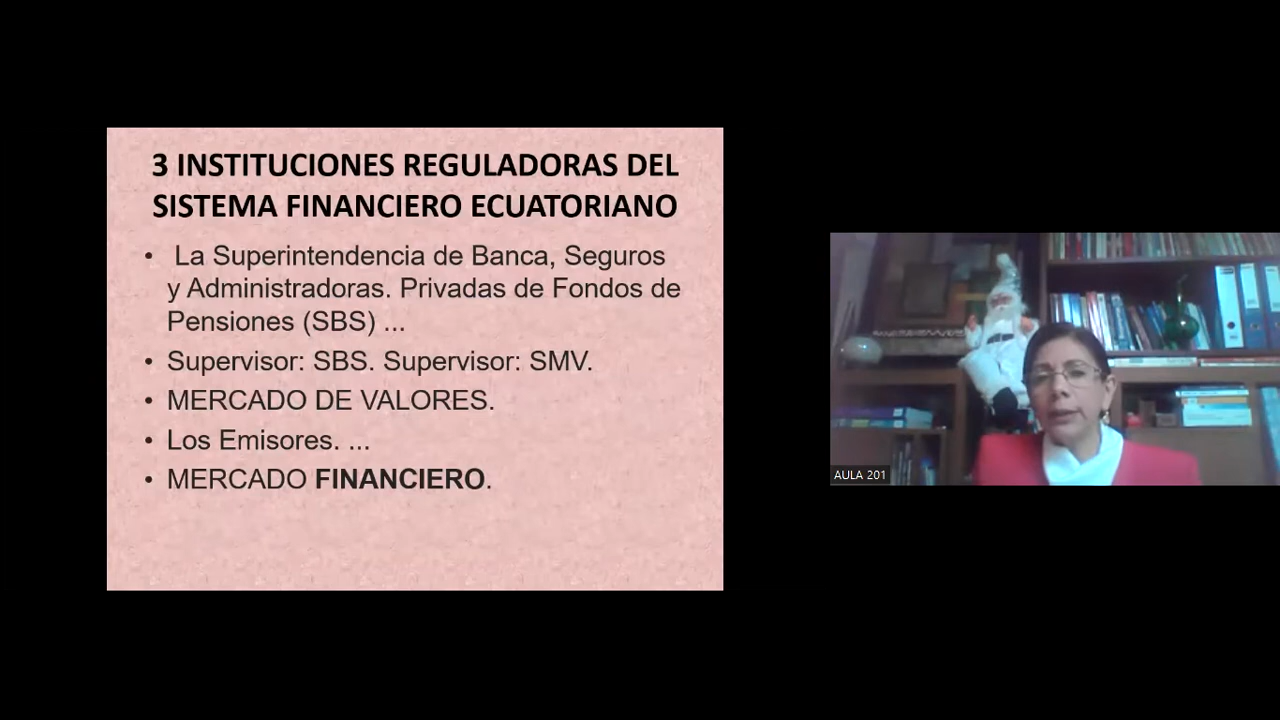 3 INSTITUCIONES REGULADORAS DEL
SISTEMA FINANCIERO ECUATORIANO
• La Superintendencia de Banca, Seguros
y Administradoras. Privadas de Fondos de
Pensiones (SBS) ...
• Supervisor: SBS. Supervisor: SMV.
• MERCADO DE VALORES.
• Los Emisores. ...
• MERCADO FINANCIERO.
AULA 201